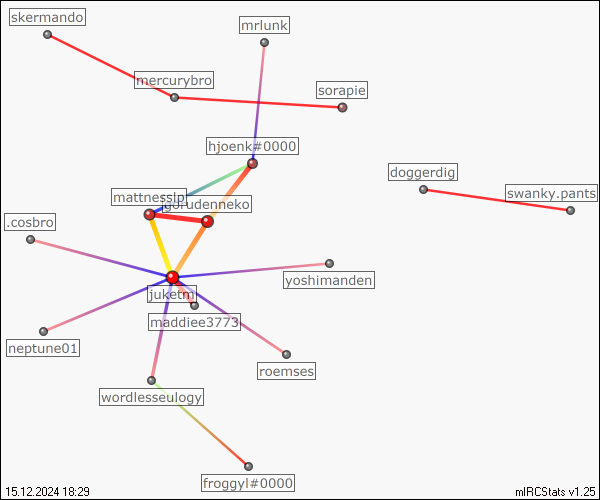 skermando
mrlunk
mercurybro
sorapie
hjoenk#0000
doggerdig
mattnesslp
gorudenneko
swanky.pants
.cosbro
yoshimanden
juketm
maddiee3773
neptune01
roemses
wordlesseulogy
froggyl#0000
15.12.2024 18:29
mIRCStats v1.25